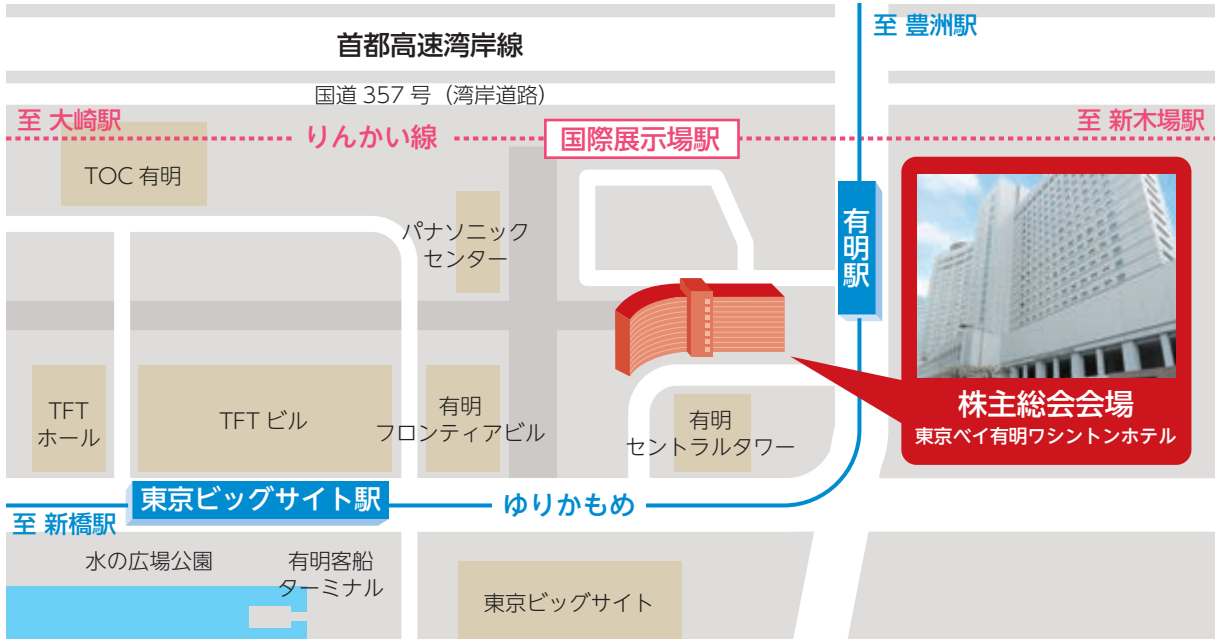 至 豊洲駅
首都高速湾岸線
国道 357 号（湾岸道路）
至 大崎駅
りんかい線
国際展示場駅
至 新木場駅
TOC 有明
パナソニック
センター
有明駅
株主総会会場
東京ベイ有明ワシントンホテル
TFT
ホール
TFT ビル
有明
フロンティアビル
有明
セントラルタワー
東京ビッグサイト駅
ゆりかもめ
至 新橋駅
水の広場公園
有明客船
ターミナル
東京ビッグサイト